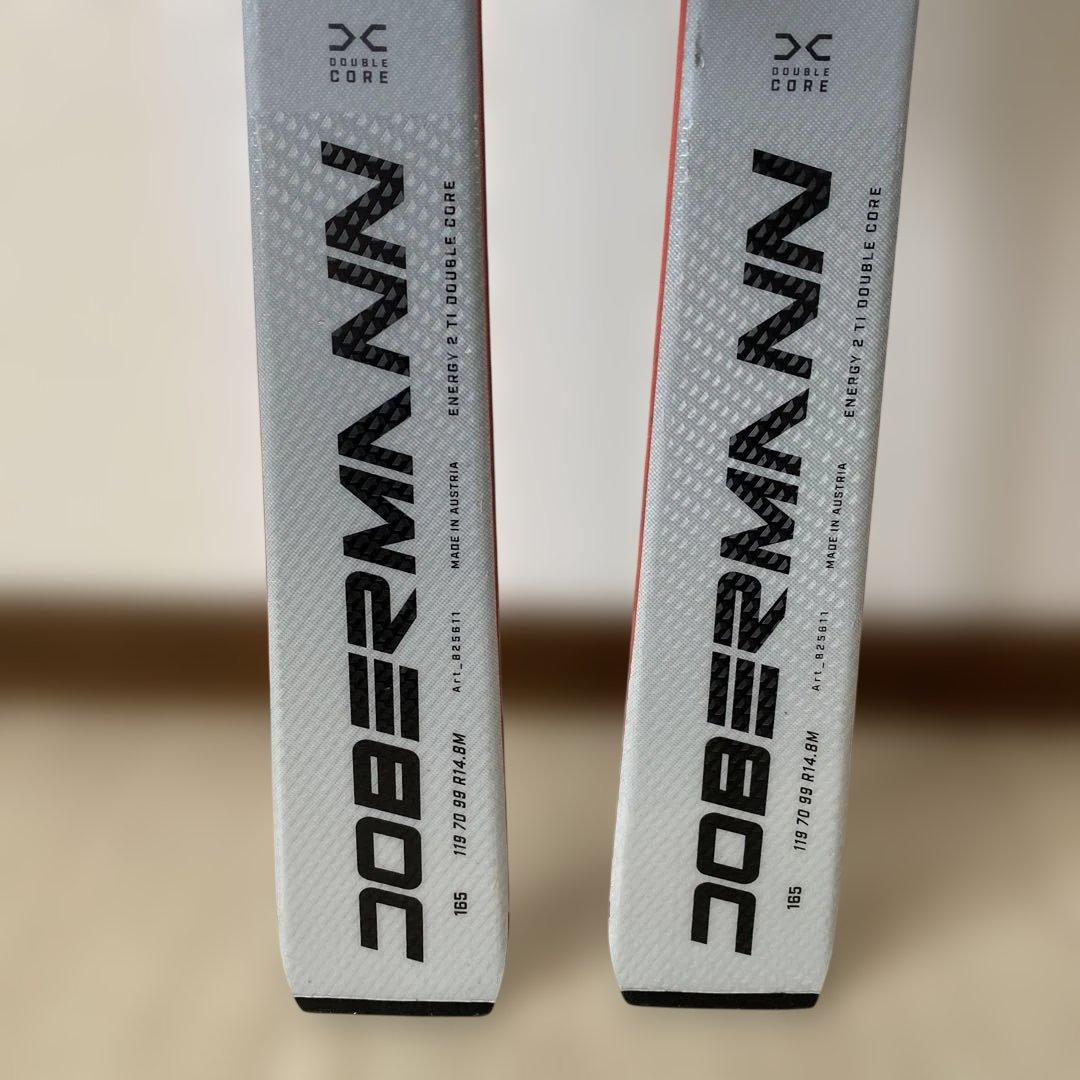 DOUBLE
CORE
DOBERMANN
ENERGY 2 TI DOUBLE CORE
MADE IN AUSTRIA
Art_825611
119 70 99 R14.8M
165
DOUBLE
CORE
DOBERMANN
ENERGY 2 TI DOUBLE CORE
MADE IN AUSTRIA
Art_825611
119 70 99 R14.8M
165